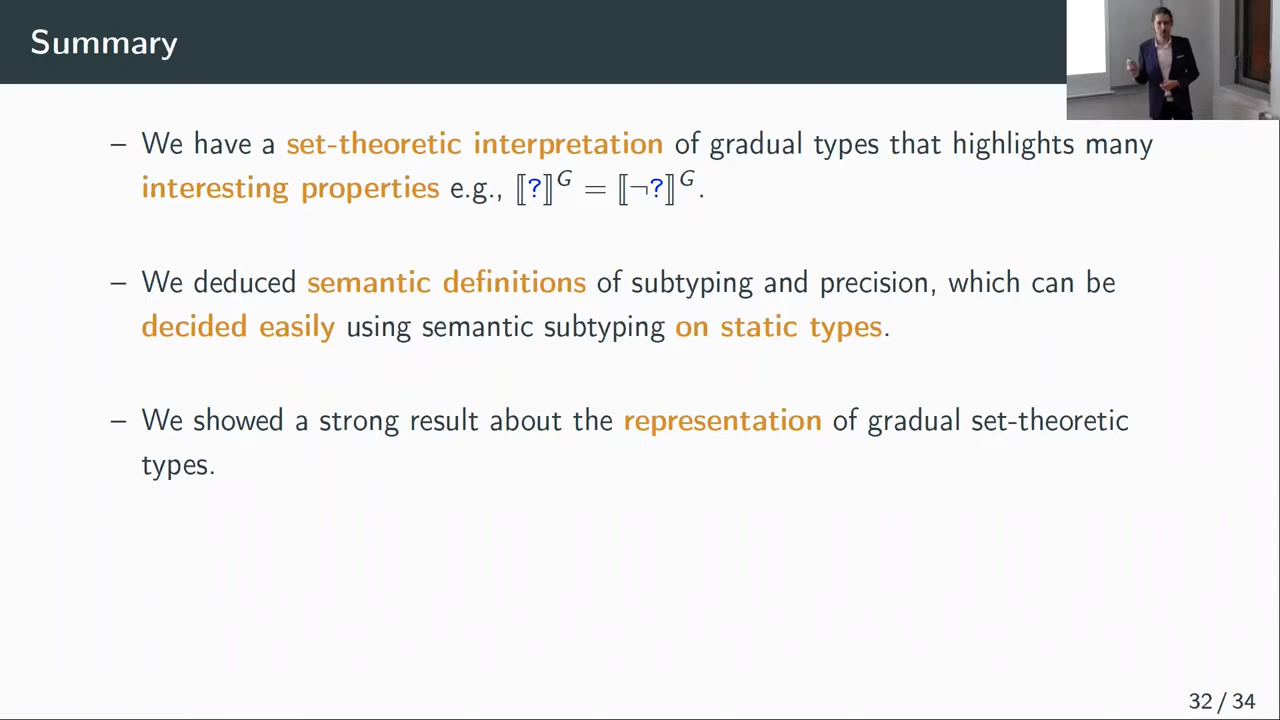 Summary
– We have a set-theoretic interpretation of gradual types that highlights many
interesting properties e.g., ⟦?⟧ᴳ = ⟦¬?⟧ᴳ.
– We deduced semantic definitions of subtyping and precision, which can be
decided easily using semantic subtyping on static types.
– We showed a strong result about the representation of gradual set-theoretic
types.
32 / 34